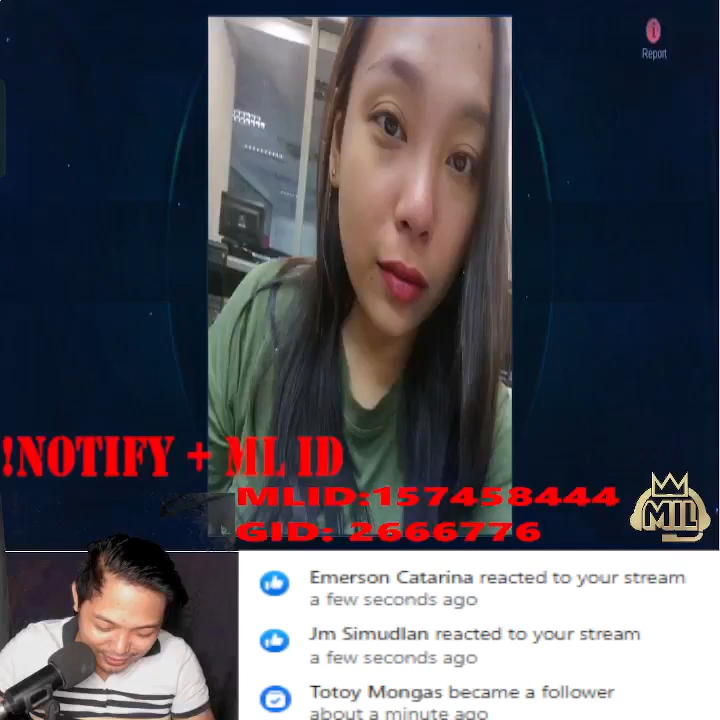 Report
!NOTIFY + ML ID
MLID:157458444
GID: 2666776
MIL
Emerson Catarina reacted to your stream
a few seconds ago
Jm Simudlan reacted to your stream
a few seconds ago
Totoy Mongas became a follower
about a minute ago